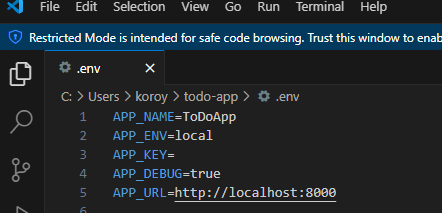 File Edit Selection View Go Run Terminal Help
Restricted Mode is intended for safe code browsing. Trust this window to enab
.env
C: > Users > koroy > todo-app > .env
1 APP_NAME=ToDoApp
2 APP_ENV=local
3 APP_KEY=
4 APP_DEBUG=true
5 APP_URL=http://localhost:8000